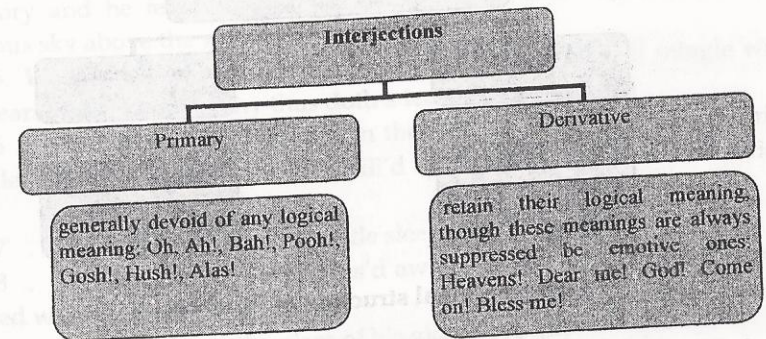 Interjections
Primary
Derivative
generally devoid of any logical
meaning: Oh, Ah!, Bah!, Pooh!,
Gosh!, Hush!, Alas!
retain their logical meaning,
though these meanings are always
suppressed be emotive ones:
Heavens! Dear me! God! Come
on! Bless me!